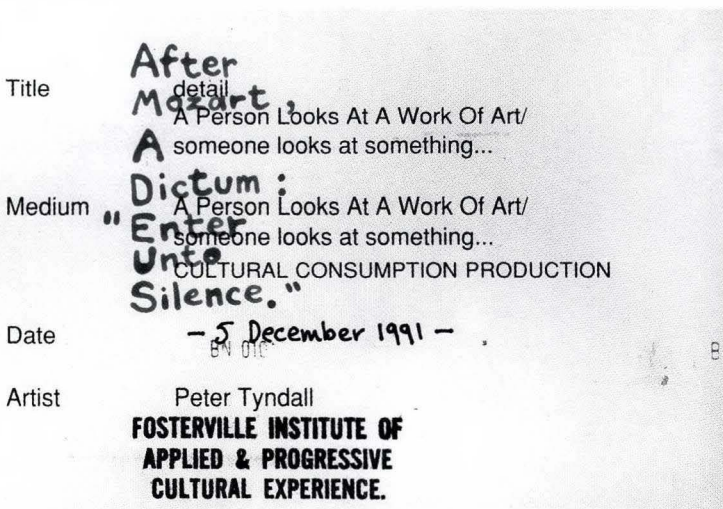 After
Title detail
Mozart,
A Person Looks At A Work Of Art/
A someone looks at something...
Dictum:
Medium A Person Looks At A Work Of Art/
"Enter
someone looks at something...
Unto
CULTURAL CONSUMPTION PRODUCTION
Silence."
Date - 5 December 1991 -
BN 010
B
Artist Peter Tyndall
FOSTERVILLE INSTITUTE OF
APPLIED & PROGRESSIVE
CULTURAL EXPERIENCE.